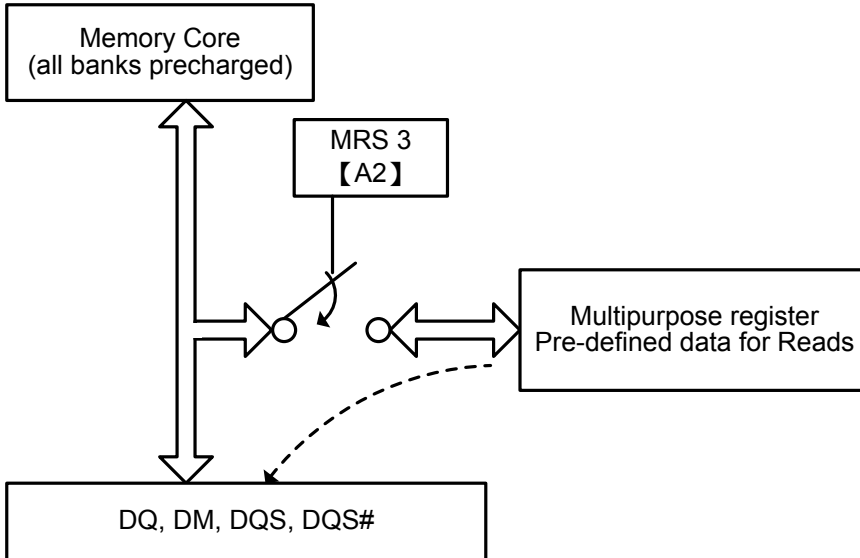 Memory Core
(all banks precharged)
MRS 3
【A2】
Multipurpose register
Pre-defined data for Reads
DQ, DM, DQS, DQS#